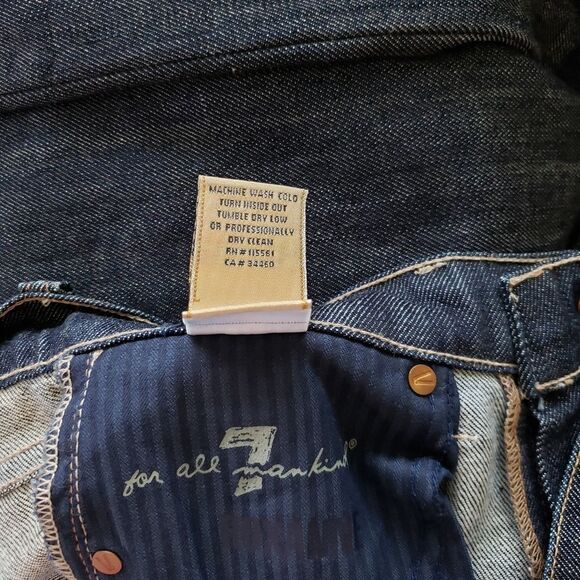 MACHINE WASH COLD
TURN INSIDE OUT
TUMBLE DRY LOW
OR PROFESSIONALLY
DRY CLEAN
RN # 115561
CA # 34460
7
for all mankind®